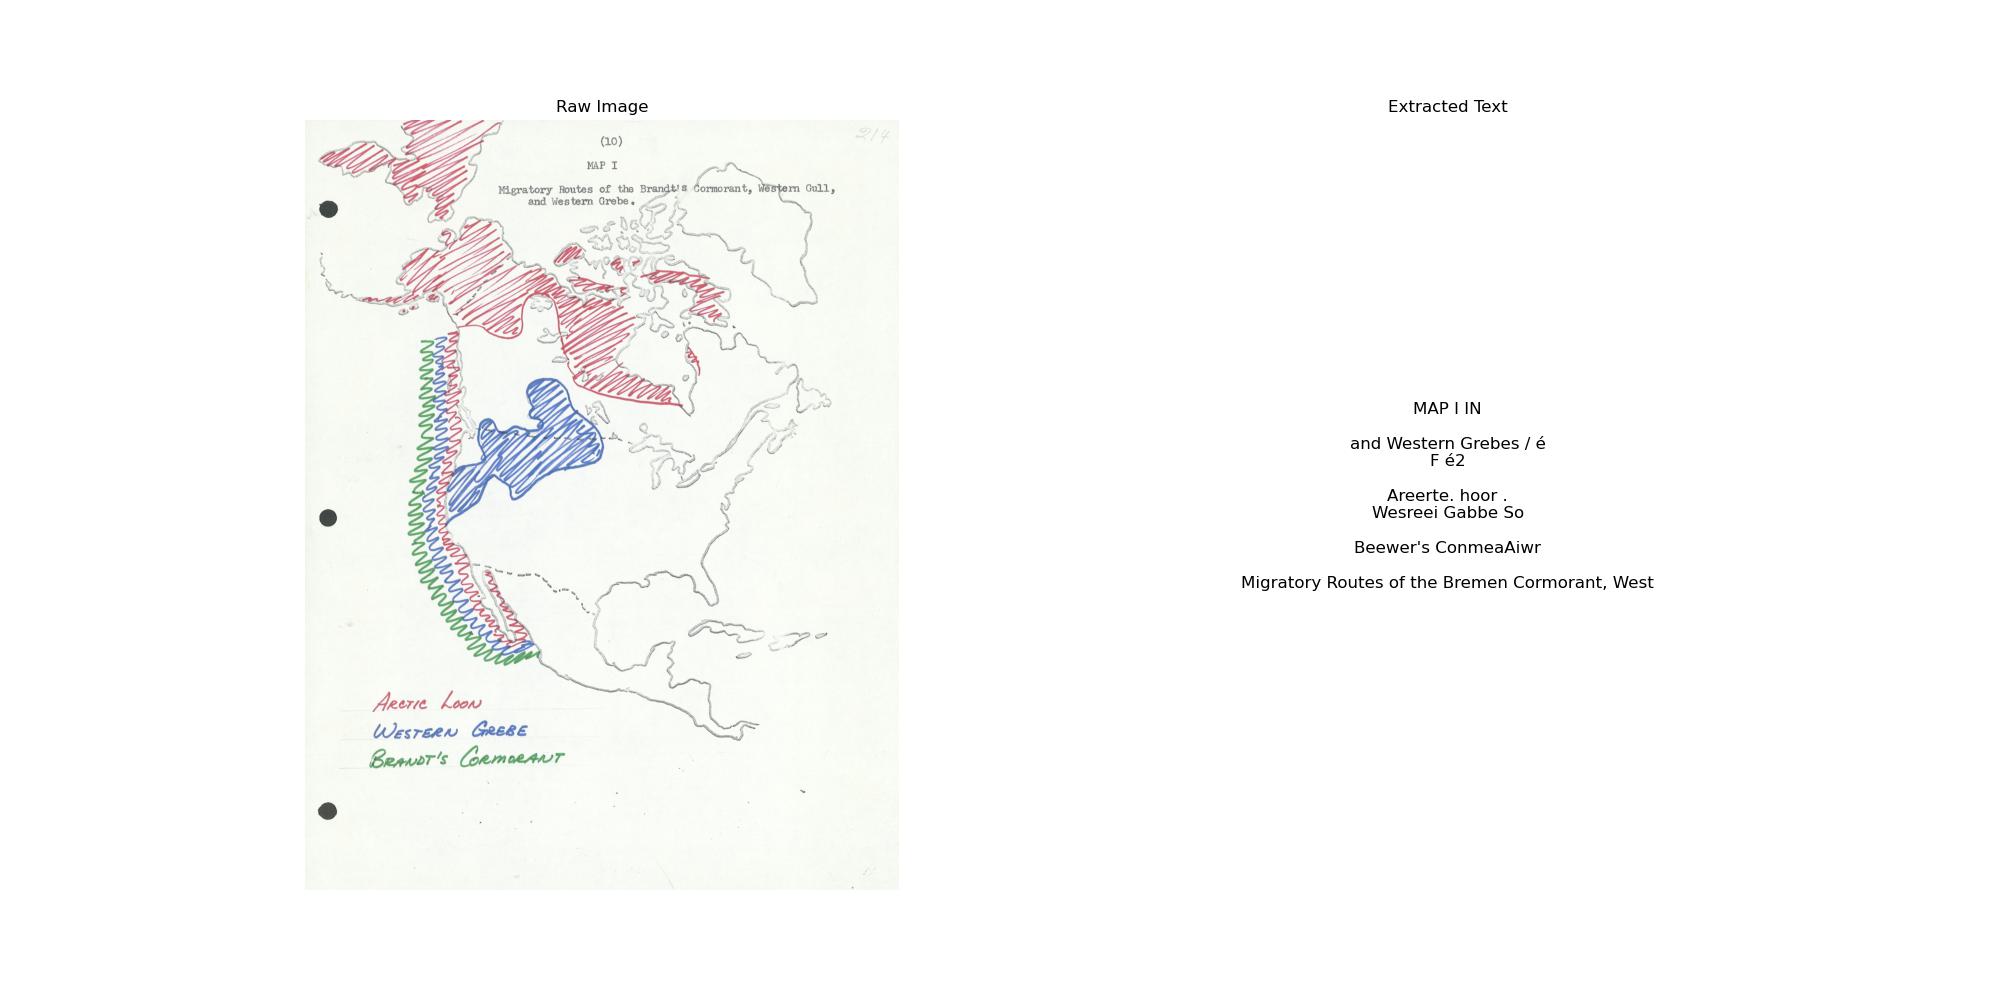 Raw Image
(10)
214
MAP I
Migratory Routes of the Brandt's Cormorant, Western Gull,
and Western Grebe.
ARCTIC LOON
WESTERN GREBE
BRANDT'S CORMORANT
Extracted Text
MAP I IN
and Western Grebes / é
F é2
Areerte. hoor .
Wesreei Gabbe So
Beewer's ConmeaAiwr
Migratory Routes of the Bremen Cormorant, West